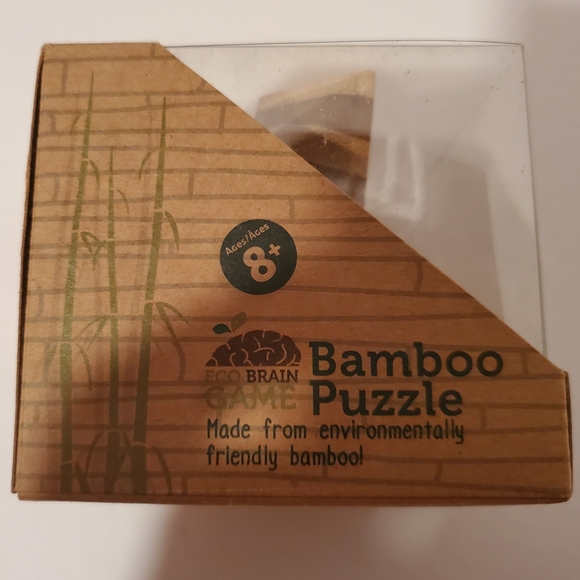 Ages/Âges
8+
ECO BRAIN
GAME
Bamboo
Puzzle
Made from environmentally
friendly bamboo!